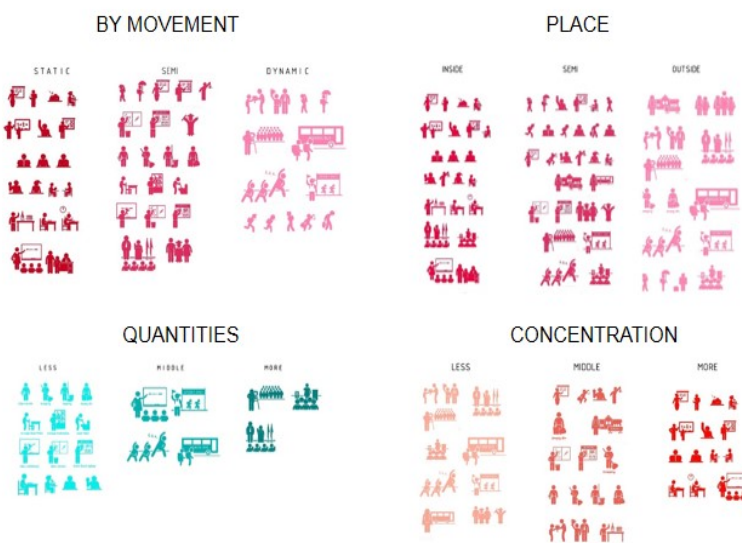 BY MOVEMENT
STATIC
SEMI
DYNAMIC
PLACE
INSIDE
SEMI
OUTSIDE
QUANTITIES
LESS
MIDDLE
MORE
CONCENTRATION
LESS
MIDDLE
MORE